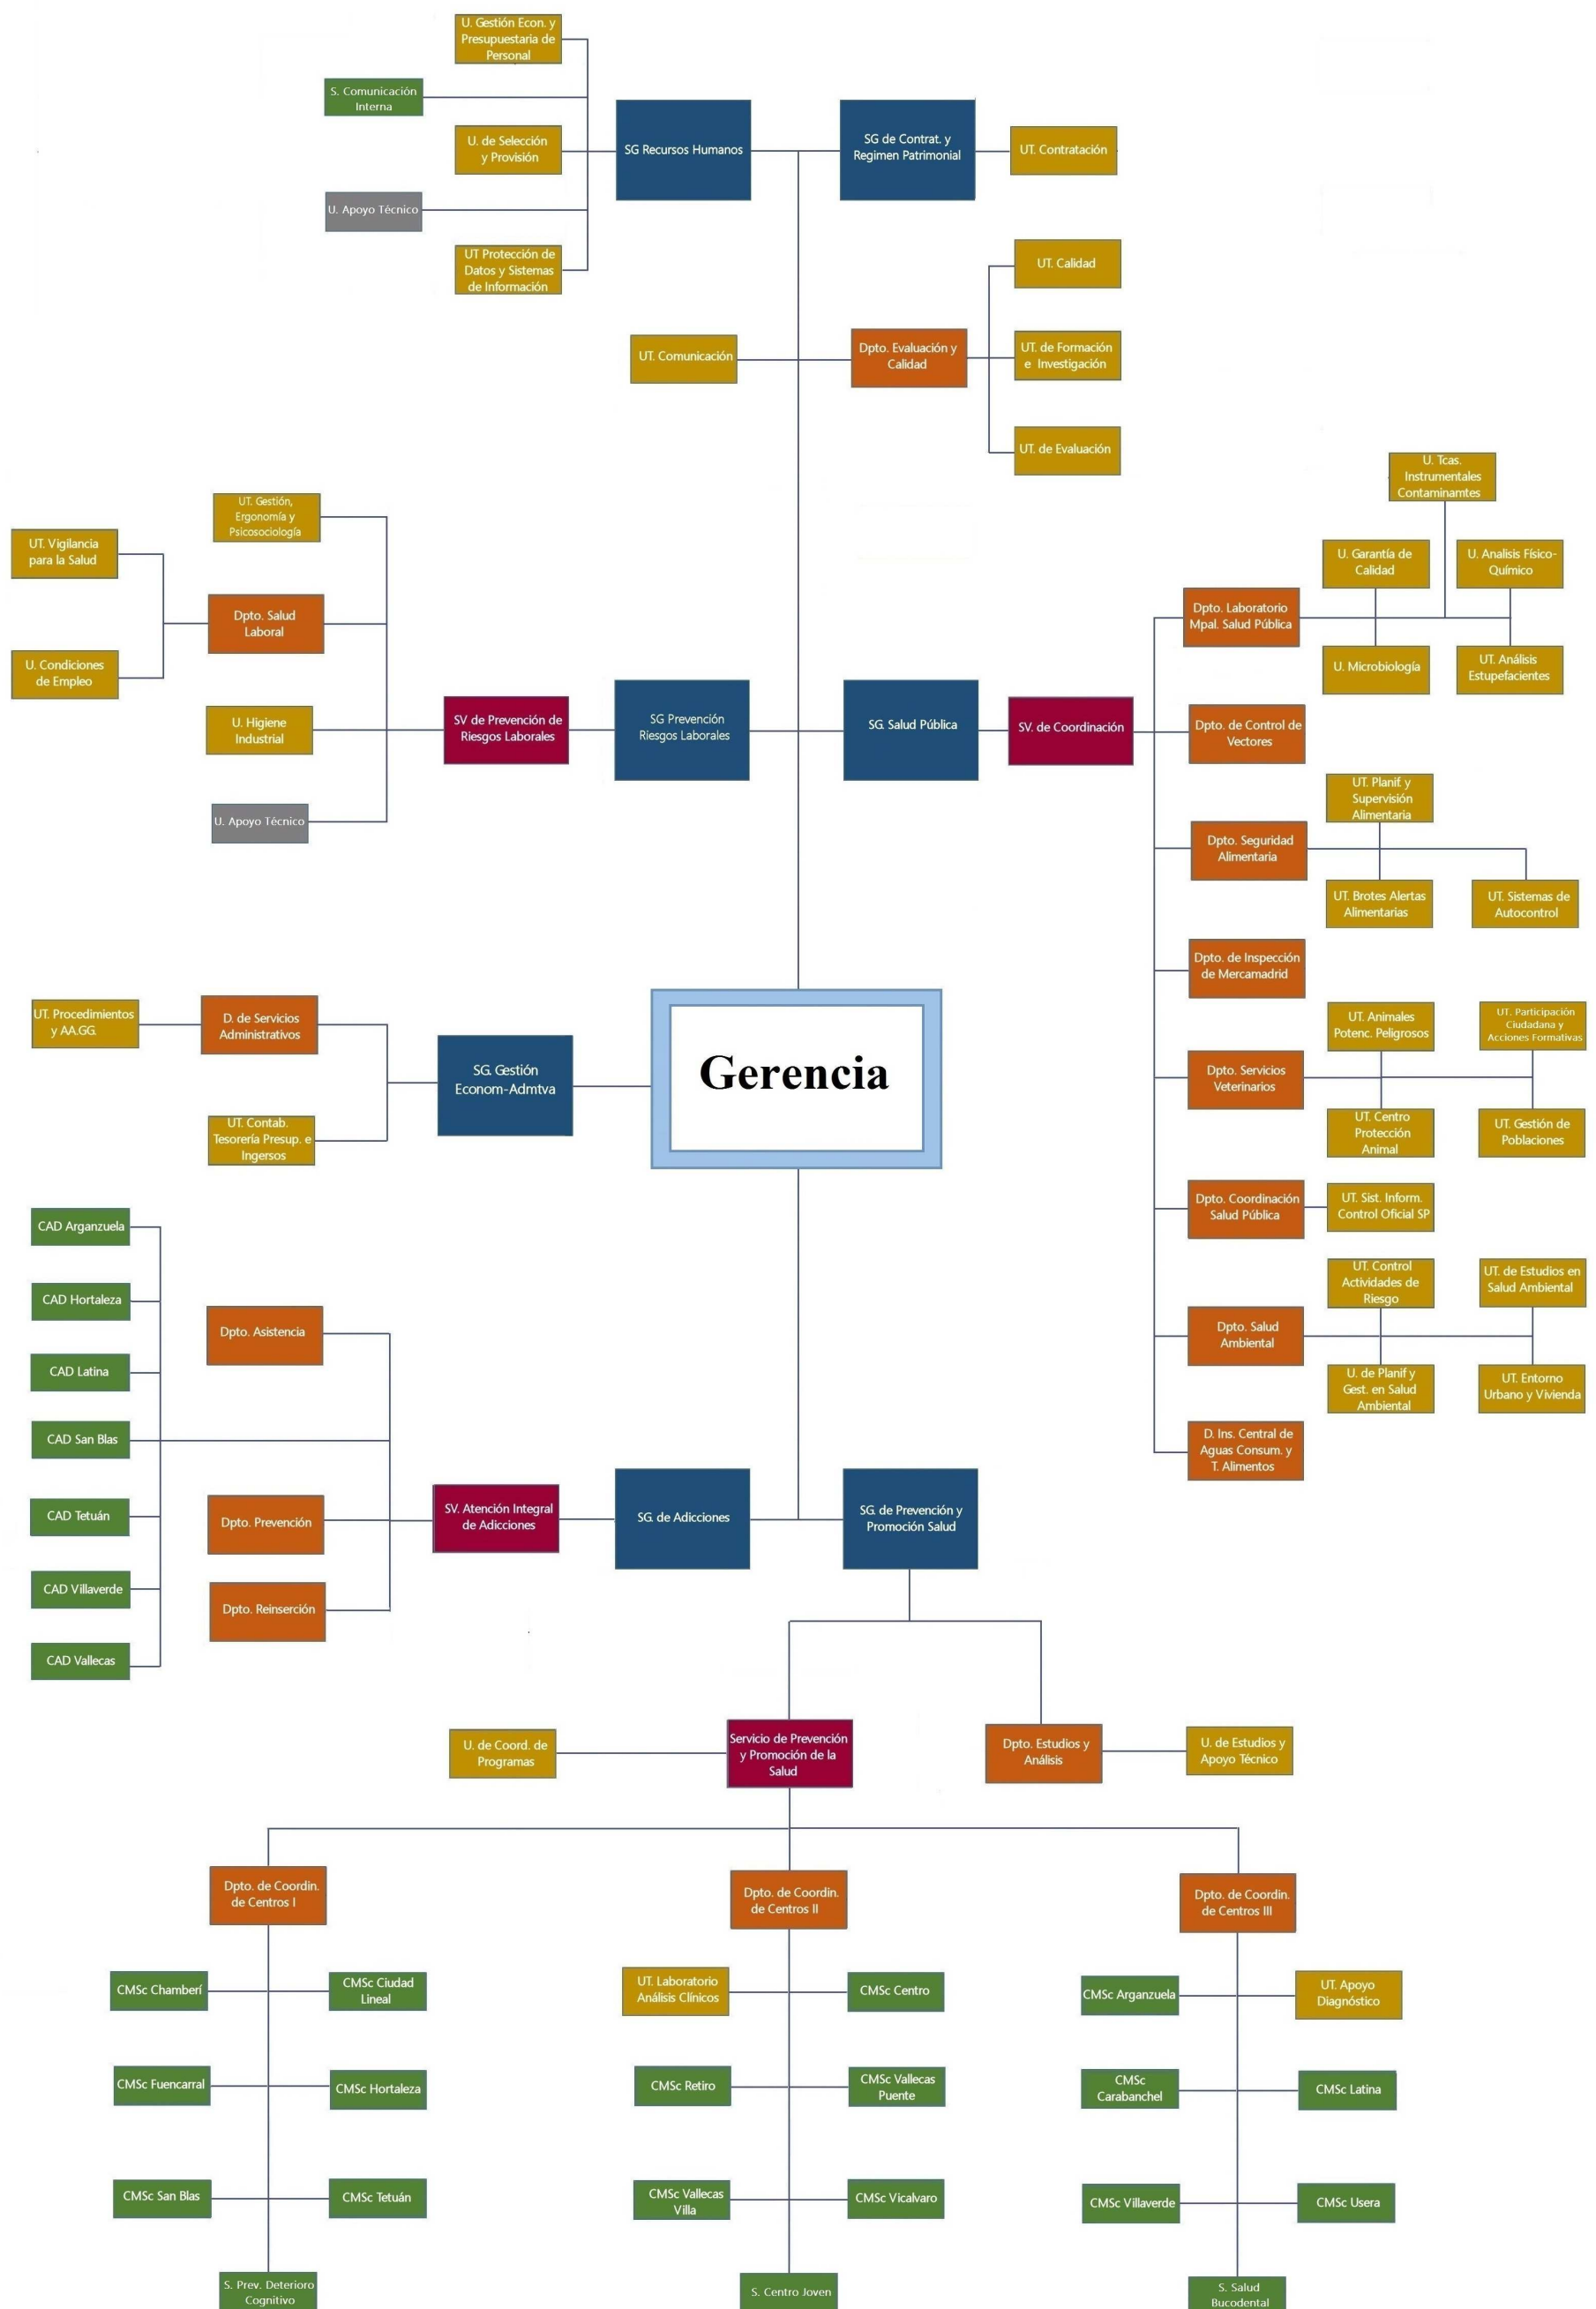 U. Gestión Econ. y
Presupuestaria de
Personal
S. Comunicación
Interna
U. de Selección
y Provisión
U. Apoyo Técnico
UT Protección de
Datos y Sistemas
de Información
SG Recursos Humanos
SG de Contrat. y
Regimen Patrimonial
UT. Contratación
UT. Comunicación
Dpto. Evaluación y
Calidad
UT. Calidad
UT. de Formación
e Investigación
UT. de Evaluación
UT. Gestión,
Ergonomía y
Psicosociología
UT. Vigilancia
para la Salud
Dpto. Salud
Laboral
U. Condiciones
de Empleo
U. Higiene
Industrial
U. Apoyo Técnico
SV de Prevención de
Riesgos Laborales
SG Prevención
Riesgos Laborales
SG. Salud Pública
SV. de Coordinación
U. Tcas.
Instrumentales
Contaminamtes
U. Garantía de
Calidad
U. Analisis Físico-
Químico
Dpto. Laboratorio
Mpal. Salud Pública
U. Microbiología
UT. Análisis
Estupefacientes
Dpto. de Control de
Vectores
UT. Planif. y
Supervisión
Alimentaria
Dpto. Seguridad
Alimentaria
UT. Brotes Alertas
Alimentarias
UT. Sistemas de
Autocontrol
Dpto. de Inspección
de Mercamadrid
UT. Animales
Potenc. Peligrosos
UT. Participación
Ciudadana y
Acciones Formativas
Dpto. Servicios
Veterinarios
UT. Centro
Protección
Animal
UT. Gestión de
Poblaciones
Dpto. Coordinación
Salud Pública
UT. Sist. Inform.
Control Oficial SP
UT. Control
Actividades de
Riesgo
UT. de Estudios en
Salud Ambiental
Dpto. Salud
Ambiental
U. de Planif y
Gest. en Salud
Ambiental
UT. Entorno
Urbano y Vivienda
D. Ins. Central de
Aguas Consum. y
T. Alimentos
UT. Procedimientos
y AA.GG.
D. de Servicios
Administrativos
SG. Gestión
Econom-Admtva
UT. Contab.
Tesorería Presup. e
Ingersos
Gerencia
CAD Arganzuela
CAD Hortaleza
CAD Latina
CAD San Blas
CAD Tetuán
CAD Villaverde
CAD Vallecas
Dpto. Asistencia
Dpto. Prevención
Dpto. Reinserción
SV. Atención Integral
de Adicciones
SG. de Adicciones
SG. de Prevención y
Promoción Salud
U. de Coord. de
Programas
Servicio de Prevención
y Promoción de la
Salud
Dpto. Estudios y
Análisis
U. de Estudios y
Apoyo Técnico
Dpto. de Coordin.
de Centros I
CMSc Chamberí
CMSc Ciudad
Lineal
CMSc Fuencarral
CMSc Hortaleza
CMSc San Blas
CMSc Tetuán
S. Prev. Deterioro
Cognitivo
Dpto. de Coordin.
de Centros II
UT. Laboratorio
Análisis Clínicos
CMSc Centro
CMSc Retiro
CMSc Vallecas
Puente
CMSc Vallecas
Villa
CMSc Vicalvaro
S. Centro Joven
Dpto. de Coordin.
de Centros III
CMSc Arganzuela
UT. Apoyo
Diagnóstico
CMSc
Carabanchel
CMSc Latina
CMSc Villaverde
CMSc Usera
S. Salud
Bucodental